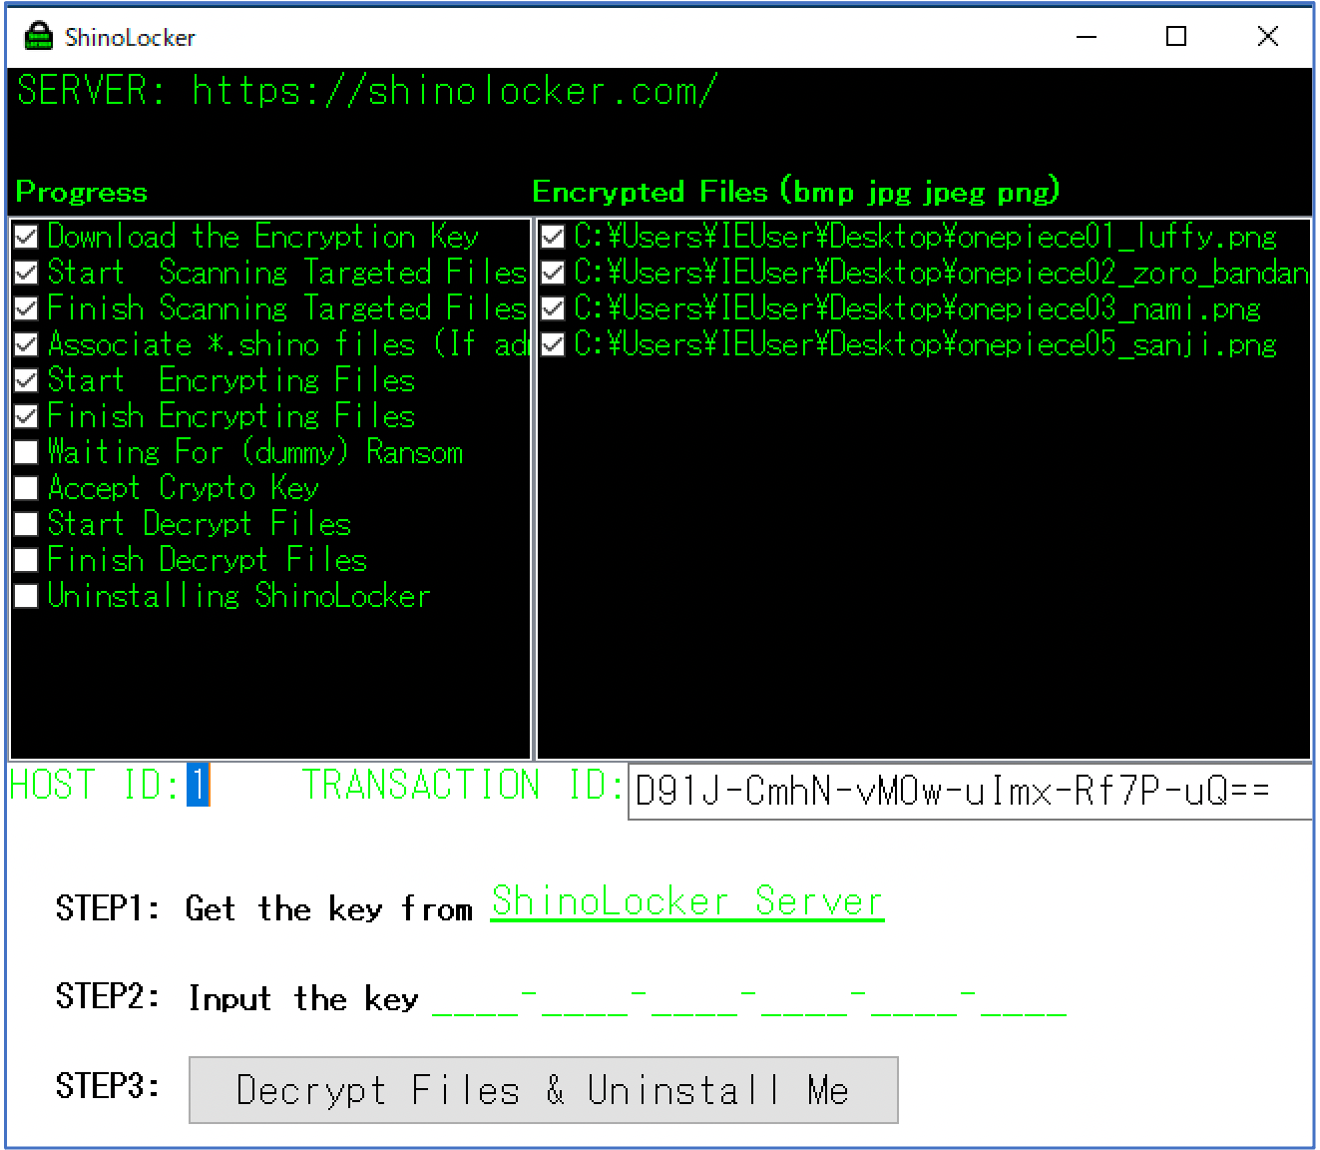 ShinoLocker
SERVER: https://shinolocker.com/
Progress
Encrypted Files (bmp jpg jpeg png)
Download the Encryption Key
Start  Scanning Targeted Files
Finish Scanning Targeted Files
Associate *.shino files (If adm
Start  Encrypting Files
Finish Encrypting Files
Waiting For (dummy) Ransom
Accept Crypto Key
Start Decrypt Files
Finish Decrypt Files
Uninstalling ShinoLocker
C:¥Users¥IEUser¥Desktop¥onepiece01_luffy.png
C:¥Users¥IEUser¥Desktop¥onepiece02_zoro_bandan
C:¥Users¥IEUser¥Desktop¥onepiece03_nami.png
C:¥Users¥IEUser¥Desktop¥onepiece05_sanji.png
HOST ID: 1 TRANSACTION ID: D91J-CmhN-vMOw-uImx-Rf7P-uQ==
STEP1: Get the key from ShinoLocker Server
STEP2: Input the key ____-____-____-____-____-____
STEP3: Decrypt Files & Uninstall Me